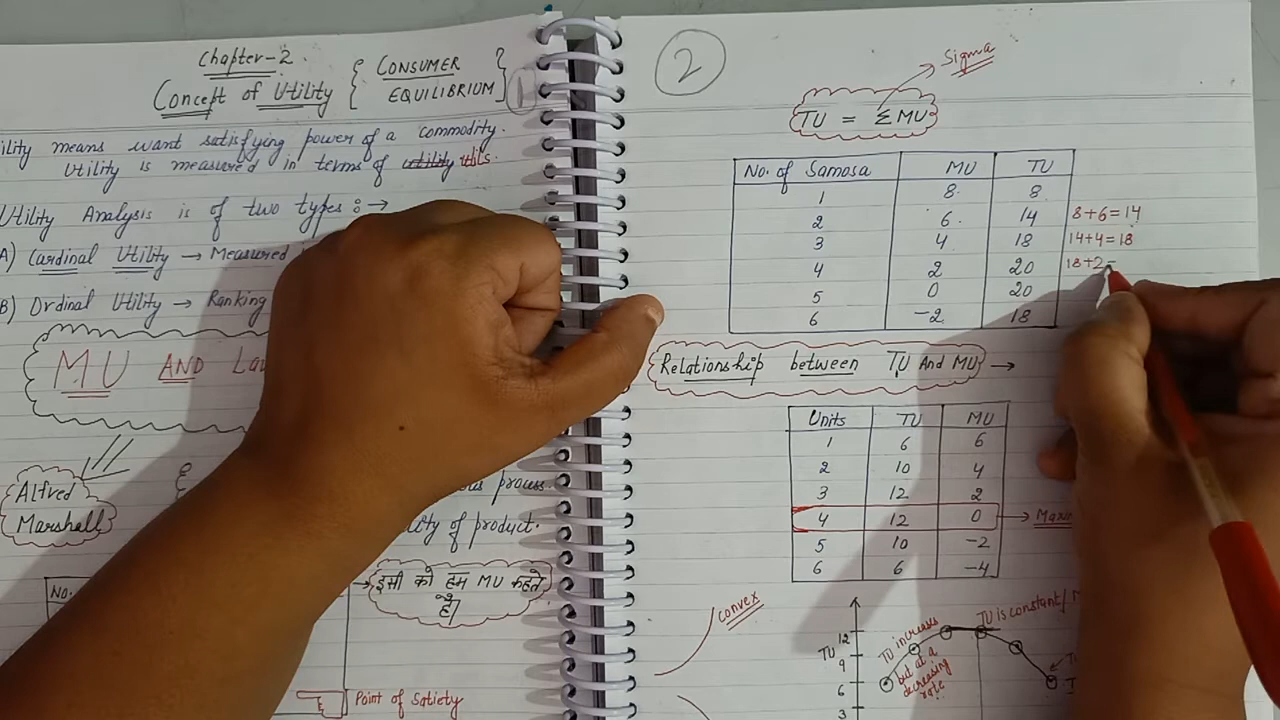 Chapter-2
Concept of Utility { CONSUMER EQUILIBRIUM }
1
means want satisfying power of a commodity.
Utility is measured in terms of utils.
Utility Analysis is of two types :→
A) Cardinal Utility → Measured
B) Ordinal Utility → Ranking
MU AND
Alfred
Marshall
process.
of product.
→ इसी को हम MU कहते
है।
No.
Point of Satiety
2
Sigma
TU = ΣMU
No. of Samosa MU TU
1 8 8
2 6 14 8+6=14
3 4 18 14+4=18
4 2 20 18+2=
5 0 20
6 -2 18
Relationship between TU And MU →
Units TU MU
1 6 6
2 10 4
3 12 2
4 12 0 →
5 10 -2
6 6 -4
convex
TU is constant/
TU increases
but at a
decreasing
rate
TU
12
9
6
3